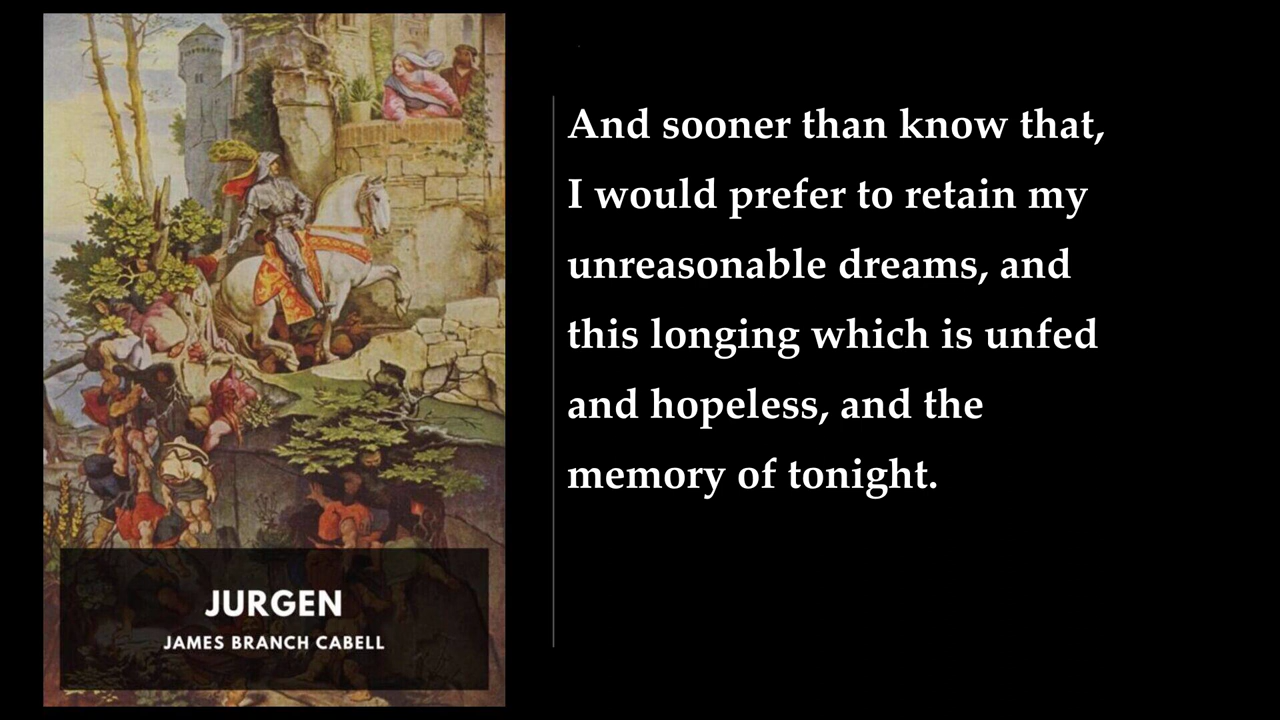 And sooner than know that,
I would prefer to retain my
unreasonable dreams, and
this longing which is unfed
and hopeless, and the
memory of tonight.
JURGEN
JAMES BRANCH CABELL